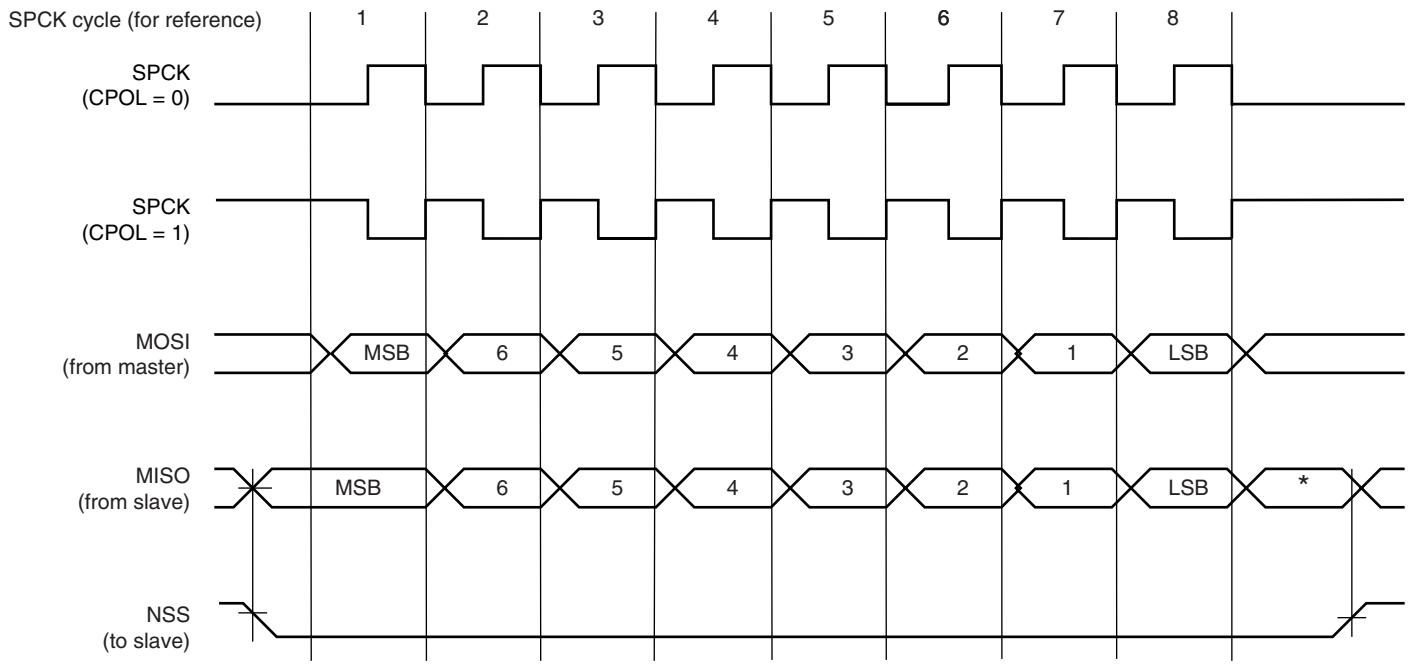 SPCK cycle (for reference) 1 2 3 4 5 6 7 8
SPCK
(CPOL = 0)
SPCK
(CPOL = 1)
MOSI
(from master)
MSB 6 5 4 3 2 1 LSB
MISO
(from slave)
MSB 6 5 4 3 2 1 LSB *
NSS
(to slave)